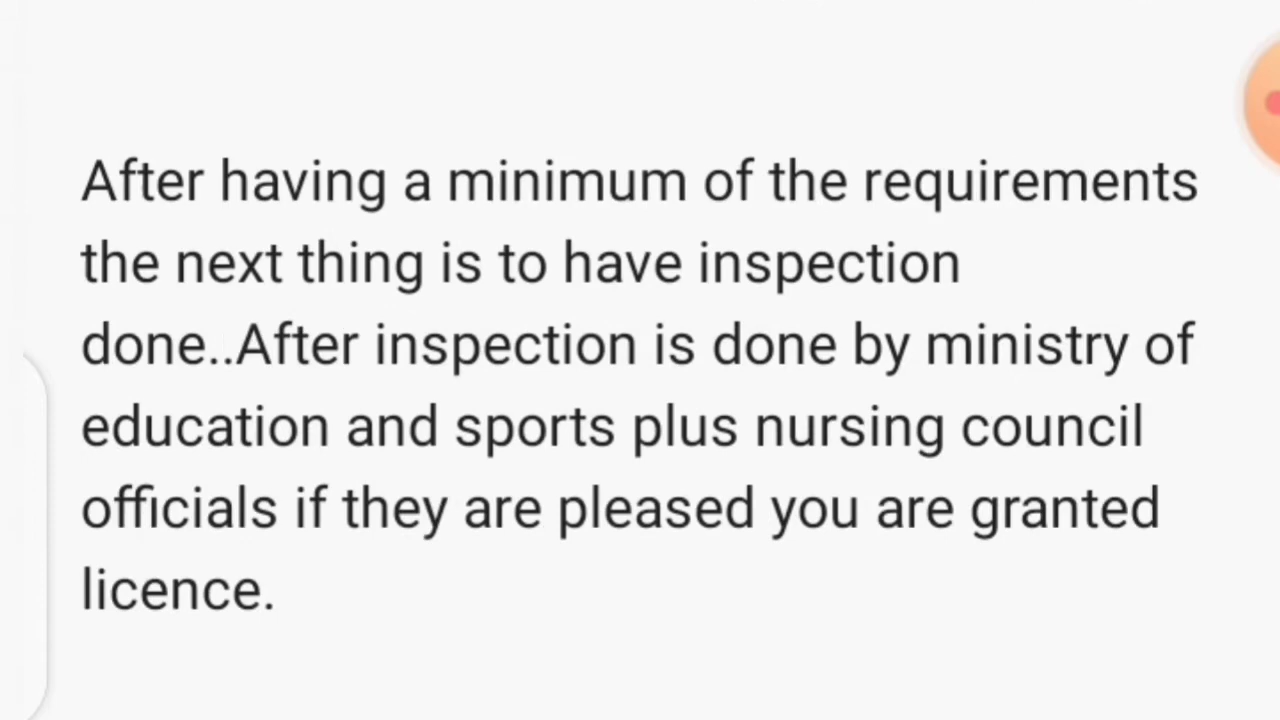 After having a minimum of the requirements
the next thing is to have inspection
done..After inspection is done by ministry of
education and sports plus nursing council
officials if they are pleased you are granted
licence.